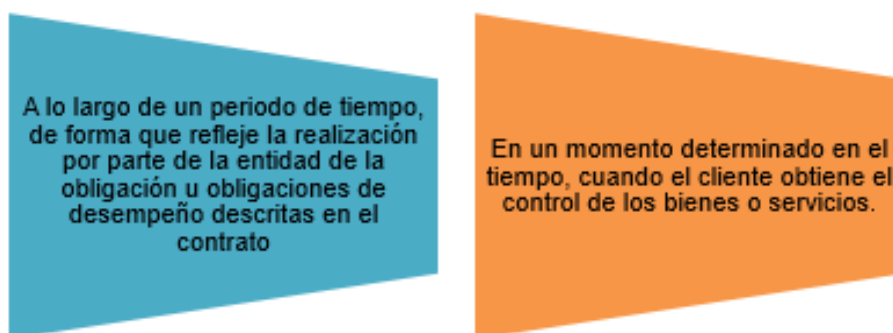 A lo largo de un periodo de tiempo,
de forma que refleje la realización
por parte de la entidad de la
obligación u obligaciones de
desempeño descritas en el
contrato
En un momento determinado en el
tiempo, cuando el cliente obtiene el
control de los bienes o servicios.